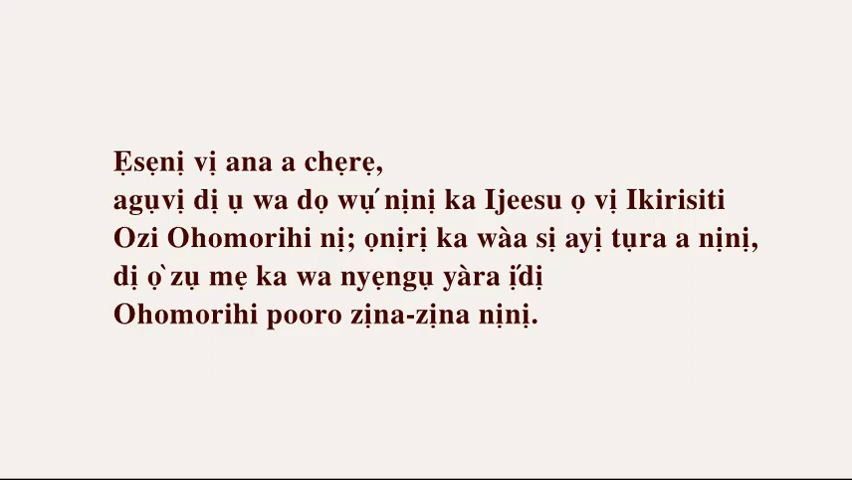 Ẹsẹnị vị ana a chẹrẹ,
agụvị dị ụ wa dọ wụ́ nịnị ka Ijeesu ọ vị Ikirisiti
Ozi Ohomorihi nị; ọnịrị ka wàa sị ayị tụra a nịnị,
dị ọ̀ zụ mẹ ka wa nyẹngụ yàra ị́dị
Ohomorihi pooro zịna-zịna nịnị.